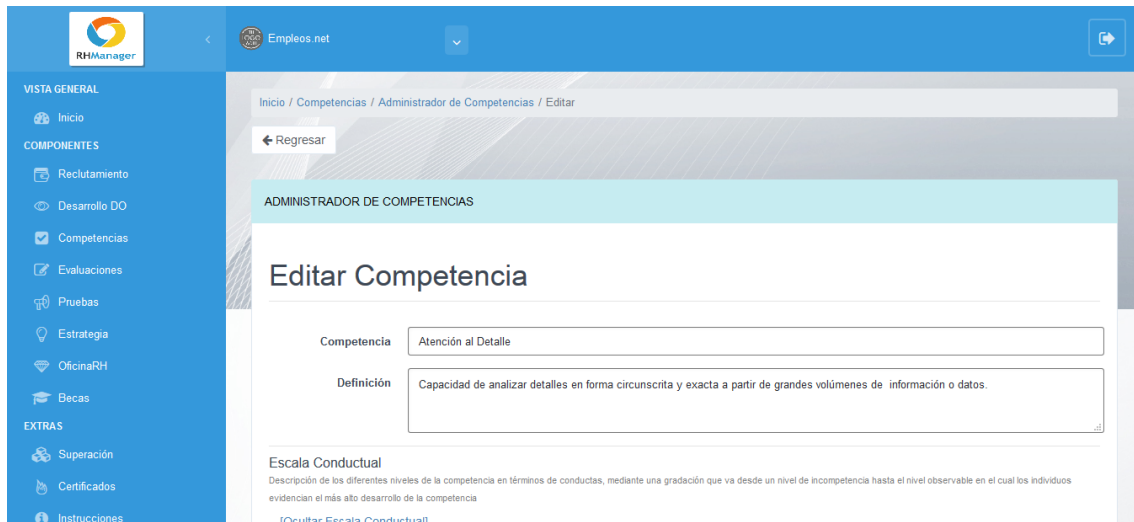 RHManager
Empleos.net
VISTA GENERAL
Inicio
COMPONENTES
Reclutamiento
Desarrollo DO
Competencias
Evaluaciones
Pruebas
Estrategia
OficinaRH
Becas
EXTRAS
Superación
Certificados
Instrucciones
Inicio / Competencias / Administrador de Competencias / Editar
Regresar
ADMINISTRADOR DE COMPETENCIAS
Editar Competencia
Competencia Atención al Detalle
Definición Capacidad de analizar detalles en forma circunscrita y exacta a partir de grandes volúmenes de información o datos.
Escala Conductual
Descripción de los diferentes niveles de la competencia en términos de conductas, mediante una gradación que va desde un nivel de incompetencia hasta el nivel observable en el cual los individuos
evidencian el más alto desarrollo de la competencia
[Ocultar Escala Conductual]